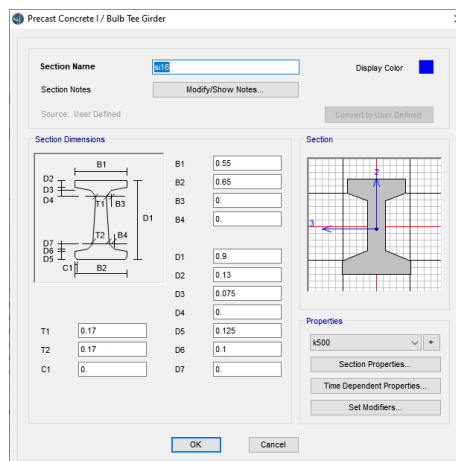 Precast Concrete I / Bulb Tee Girder
Section Name
si16
Display Color
Section Notes
Modify/Show Notes...
Source: User Defined
Convert to User Defined
Section Dimensions
B1
D2
D3
D4
T1
B3
D1
D7
D6
D5
T2
B4
C1
B2
B1 0.55
B2 0.65
B3 0.
B4 0.
D1 0.9
D2 0.13
D3 0.075
D4 0.
T1 0.17
D5 0.125
T2 0.17
D6 0.1
C1 0.
D7 0.
Section
2
3
Properties
k500
+
Section Properties...
Time Dependent Properties...
Set Modifiers...
OK
Cancel